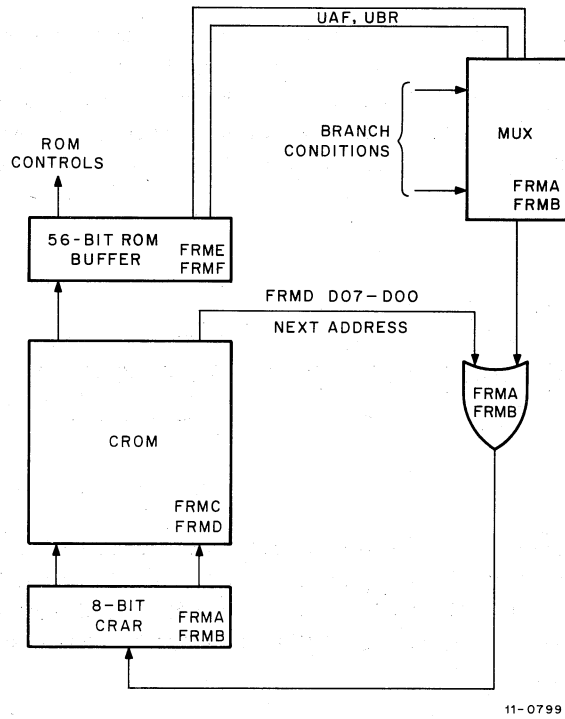 UAF, UBR
MUX
FRMA
FRMB
BRANCH
CONDITIONS
ROM
CONTROLS
56-BIT ROM
BUFFER
FRME
FRMF
FRMD D07-D00
NEXT ADDRESS
FRMA
FRMB
CROM
FRMC
FRMD
8-BIT
CRAR
FRMA
FRMB
11-0799